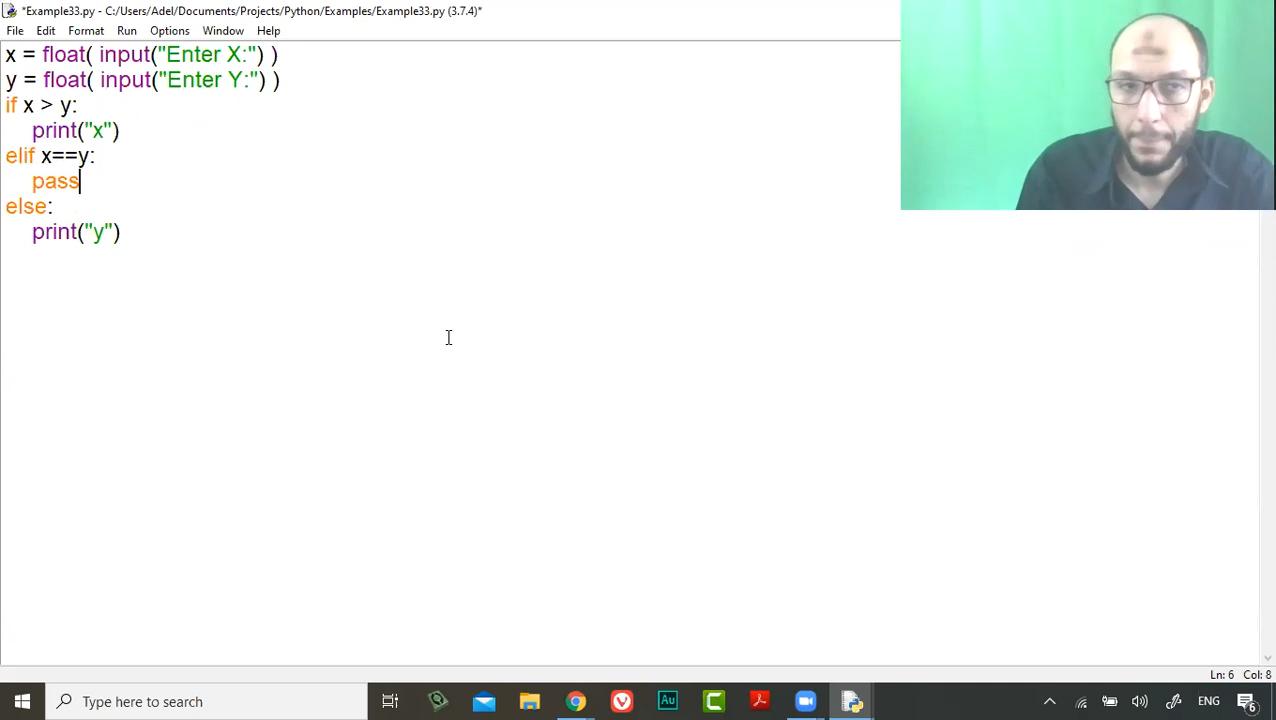 *Example33.py - C:/Users/Adel/Documents/Projects/Python/Examples/Example33.py (3.7.4)*
File Edit Format Run Options Window Help
x = float( input("Enter X:") )
y = float( input("Enter Y:") )
if x > y:
    print("x")
elif x==y:
    pass
else:
    print("y")
Ln: 6 Col: 8
Type here to search
Au
ENG
6